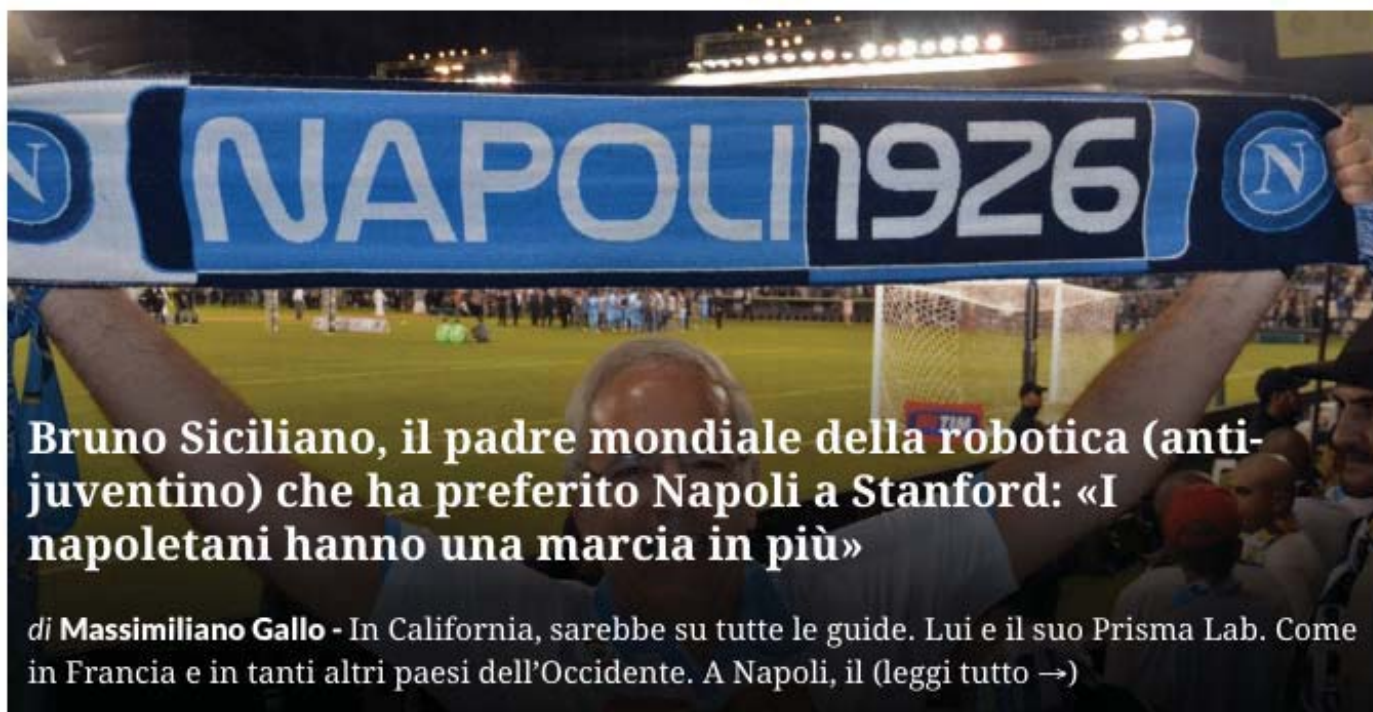 N
NAPOLI 1926
N
TIM
Bruno Siciliano, il padre mondiale della robotica (anti-
juventino) che ha preferito Napoli a Stanford: «I
napoletani hanno una marcia in più»
di Massimiliano Gallo - In California, sarebbe su tutte le guide. Lui e il suo Prisma Lab. Come
in Francia e in tanti altri paesi dell’Occidente. A Napoli, il (leggi tutto →)